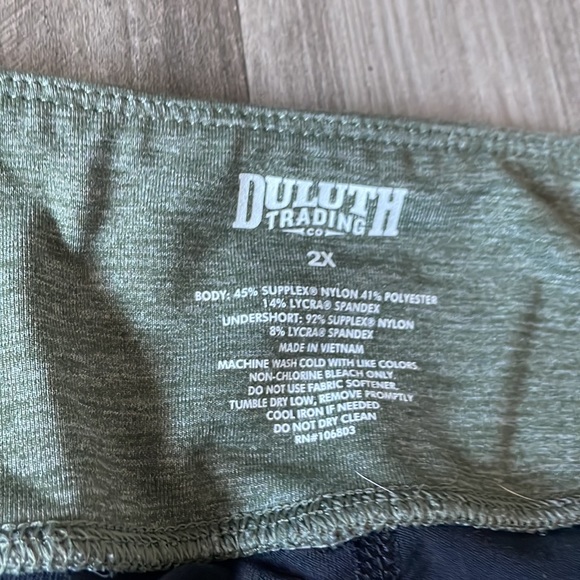 DULUTH
TRADING
CO
2X
BODY: 45% SUPPLEX® NYLON 41% POLYESTER
14% LYCRA® SPANDEX
UNDERSHORT: 92% SUPPLEX® NYLON
8% LYCRA® SPANDEX
MADE IN VIETNAM
MACHINE WASH COLD WITH LIKE COLORS.
NON-CHLORINE BLEACH ONLY.
DO NOT USE FABRIC SOFTENER.
TUMBLE DRY LOW, REMOVE PROMPTLY
COOL IRON IF NEEDED
DO NOT DRY CLEAN
RN#106803